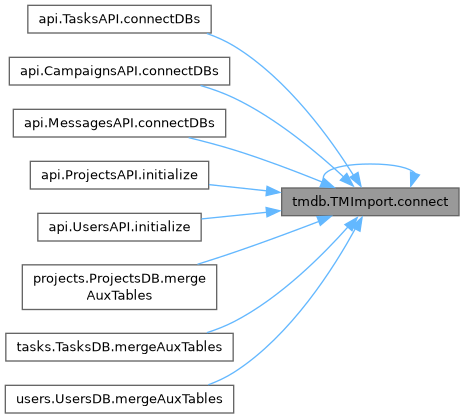 api.TasksAPI.connectDBs
api.CampaignsAPI.connectDBs
api.MessagesAPI.connectDBs
api.ProjectsAPI.initialize
tmdb.TMImport.connect
api.UsersAPI.initialize
projects.ProjectsDB.merge
AuxTables
tasks.TasksDB.mergeAuxTables
users.UsersDB.mergeAuxTables